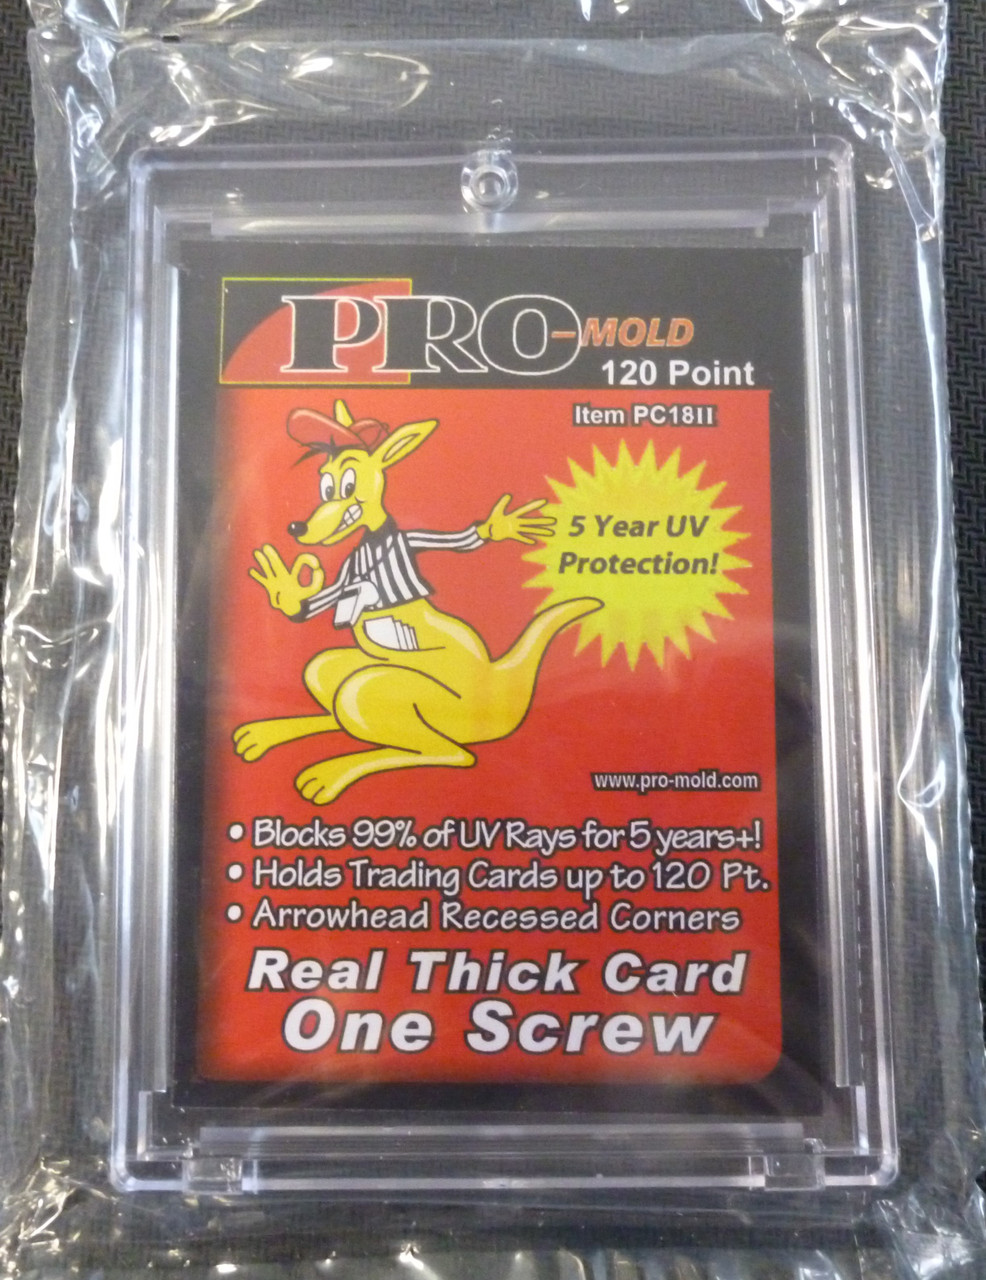 PRO-MOLD
120 Point
Item PC18II
5 Year UV
Protection!
www.pro-mold.com
• Blocks 99% of UV Rays for 5 years+!
• Holds Trading Cards up to 120 Pt.
• Arrowhead Recessed Corners
Real Thick Card
One Screw